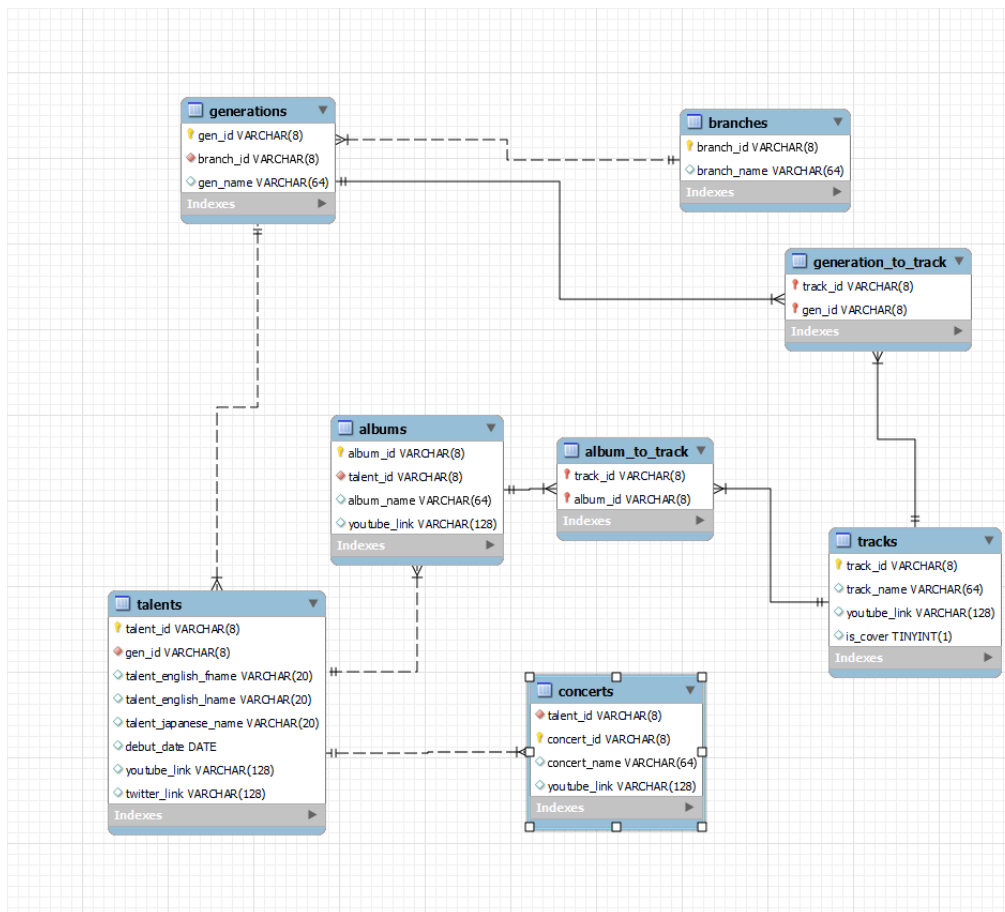 generations
gen_id VARCHAR(8)
branch_id VARCHAR(8)
gen_name VARCHAR(64)
Indexes
branches
branch_id VARCHAR(8)
branch_name VARCHAR(64)
Indexes
generation_to_track
track_id VARCHAR(8)
gen_id VARCHAR(8)
Indexes
albums
album_id VARCHAR(8)
talent_id VARCHAR(8)
album_name VARCHAR(64)
youtube_link VARCHAR(128)
Indexes
album_to_track
track_id VARCHAR(8)
album_id VARCHAR(8)
Indexes
tracks
track_id VARCHAR(8)
track_name VARCHAR(64)
youtube_link VARCHAR(128)
is_cover TINYINT(1)
Indexes
talents
talent_id VARCHAR(8)
gen_id VARCHAR(8)
talent_english_fname VARCHAR(20)
talent_english_lname VARCHAR(20)
talent_japanese_name VARCHAR(20)
debut_date DATE
youtube_link VARCHAR(128)
twitter_link VARCHAR(128)
Indexes
concerts
talent_id VARCHAR(8)
concert_id VARCHAR(8)
concert_name VARCHAR(64)
youtube_link VARCHAR(128)
Indexes